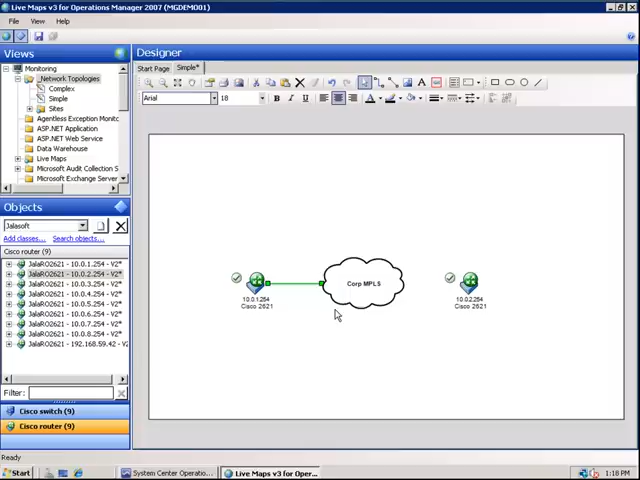 Live Maps v3 for Operations Manager 2007 (MGDEMO01)
File View Help
Views
Monitoring
_Network Topologies
Complex
Simple
Sites
Agentless Exception Monito
ASP.NET Application
ASP.NET Web Service
Data Warehouse
Live Maps
Microsoft Audit Collection S
Microsoft Exchange Server
Objects
Jalasoft
Add classes... Search objects...
Cisco router (9)
JalaRO2621 - 10.0.1.254 - V2*
JalaRO2621 - 10.0.2.254 - V2*
JalaRO2621 - 10.0.3.254 - V2*
JalaRO2621 - 10.0.4.254 - V2*
JalaRO2621 - 10.0.5.254 - V2*
JalaRO2621 - 10.0.6.254 - V2*
JalaRO2621 - 10.0.7.254 - V2*
JalaRO2621 - 10.0.8.254 - V2*
JalaRO2621 - 192.168.59.42 - V2
Filter:
Cisco switch (9)
Cisco router (9)
Designer
Start Page Simple*
Arial 18 B I U A
Corp MPLS
10.0.1.254
Cisco 2621
10.0.2.254
Cisco 2621
Ready
Start System Center Operatio... Live Maps v3 for Oper... 1:18 PM